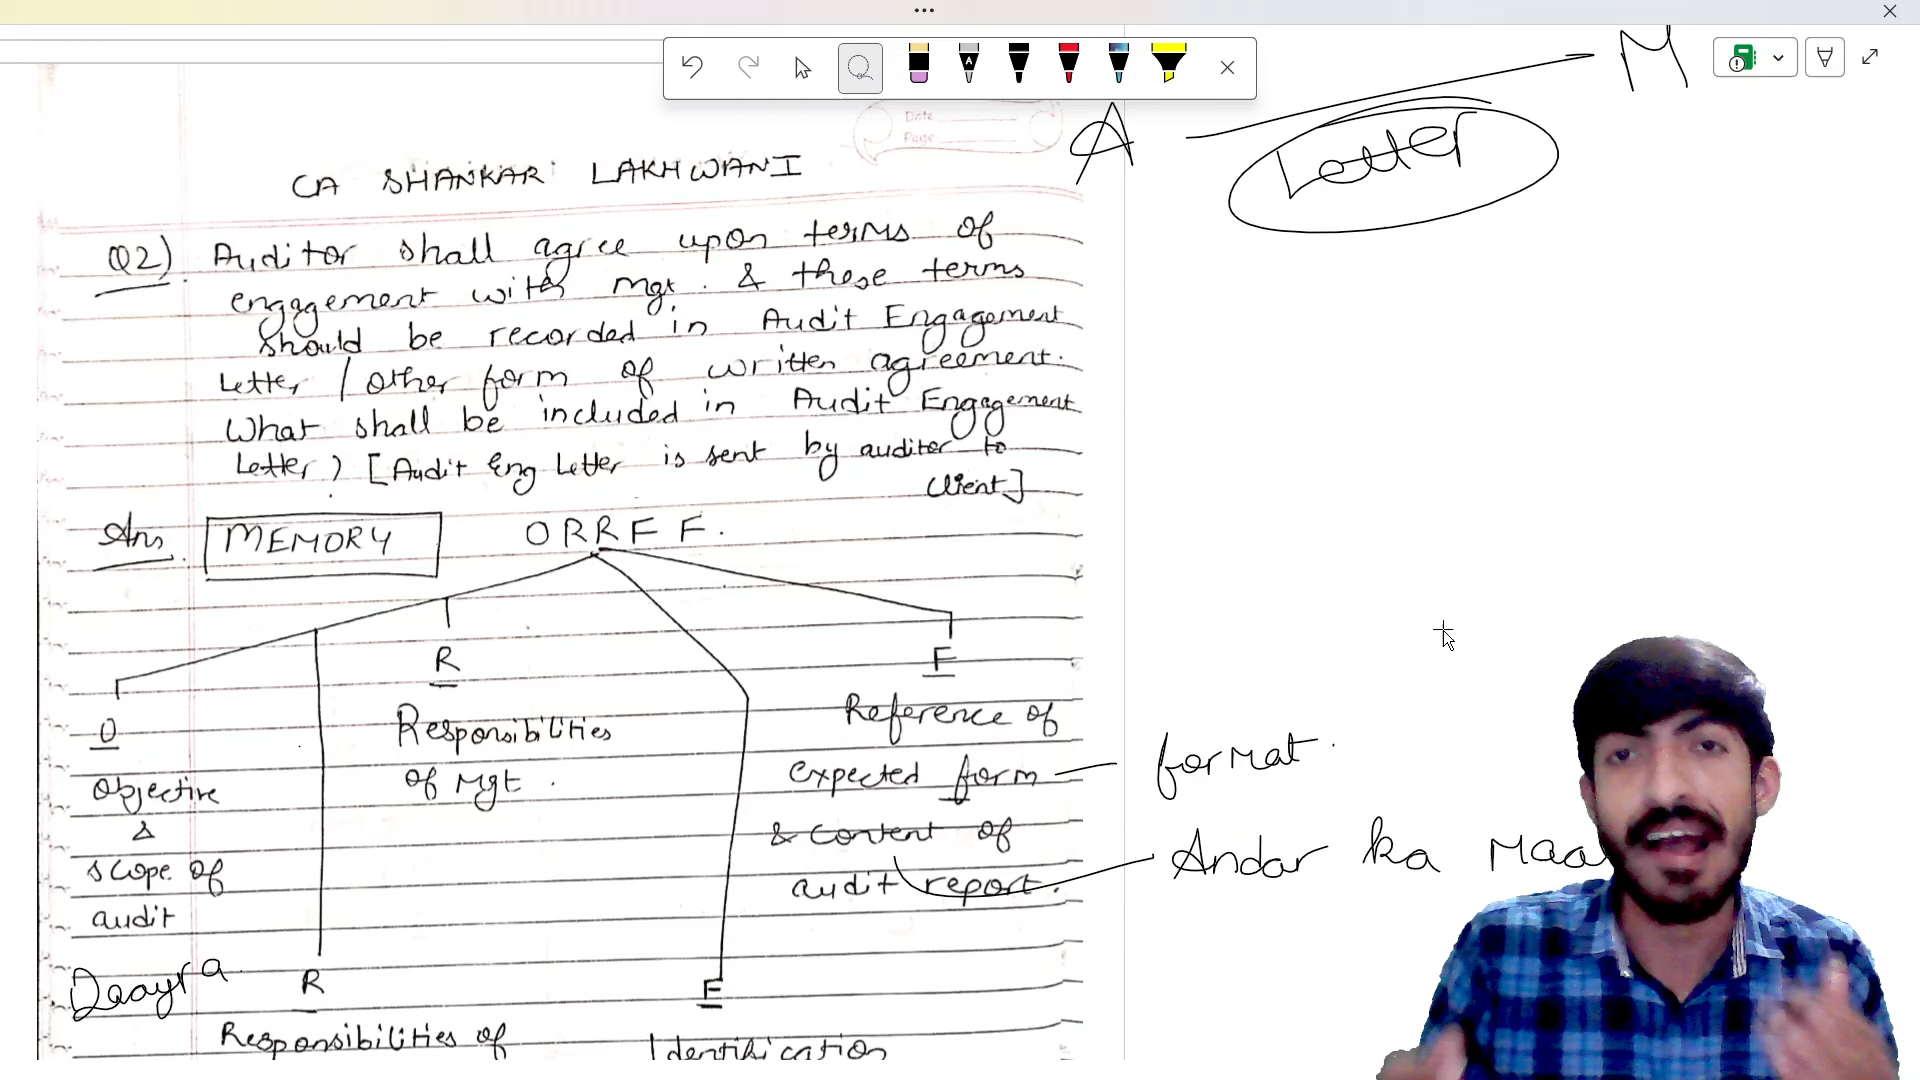 A
M
Letter
Date
Page
CA SHANKAR LAKHWANI
Q2) Auditor shall agree upon terms of
engagement with mgt. & these terms
should be recorded in Audit Engagement
Letter / other form of written agreement.
What shall be included in Audit Engagement
Letter? [Audit Eng Letter is sent by auditor to
client]
Ans. MEMORY ORRFF.
R
F
O
Responsibilities
of Mgt.
Reference of
expected form
& content of
audit report.
format.
Andar ka Maa
Objective
&
scope of
audit
Daayra
R
F
Responsibilities of
Identification